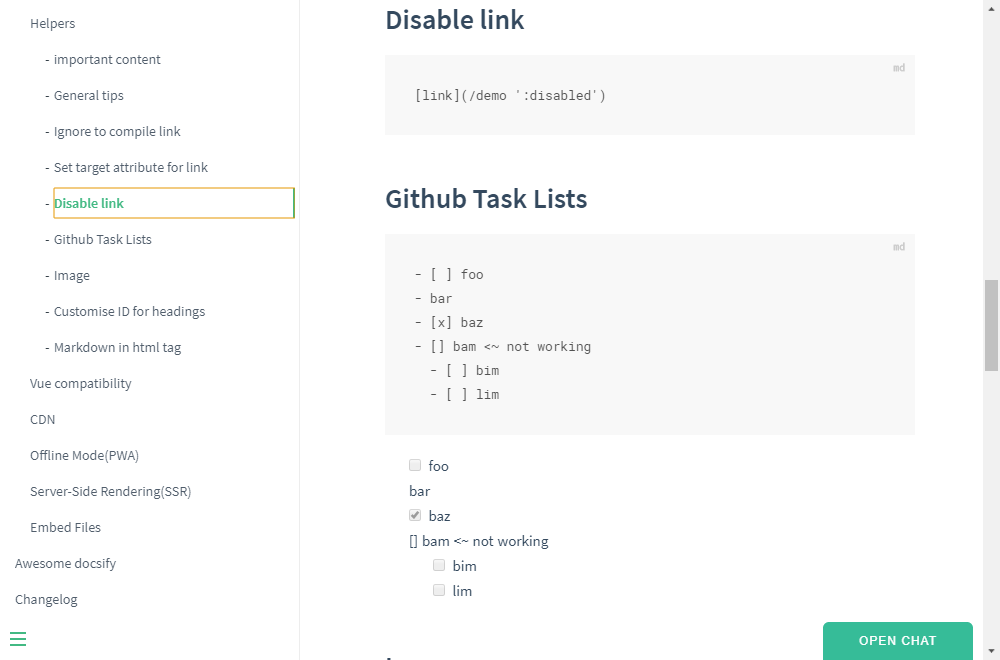 Helpers
- important content
- General tips
- Ignore to compile link
- Set target attribute for link
- Disable link
- Github Task Lists
- Image
- Customise ID for headings
- Markdown in html tag
Vue compatibility
CDN
Offline Mode(PWA)
Server-Side Rendering(SSR)
Embed Files
Awesome docsify
Changelog
Disable link
md
[link](/demo ':disabled')
Github Task Lists
md
- [ ] foo
- bar
- [x] baz
- [] bam <~ not working
  - [ ] bim
  - [ ] lim
foo
bar
baz
[] bam <~ not working
bim
lim
OPEN CHAT